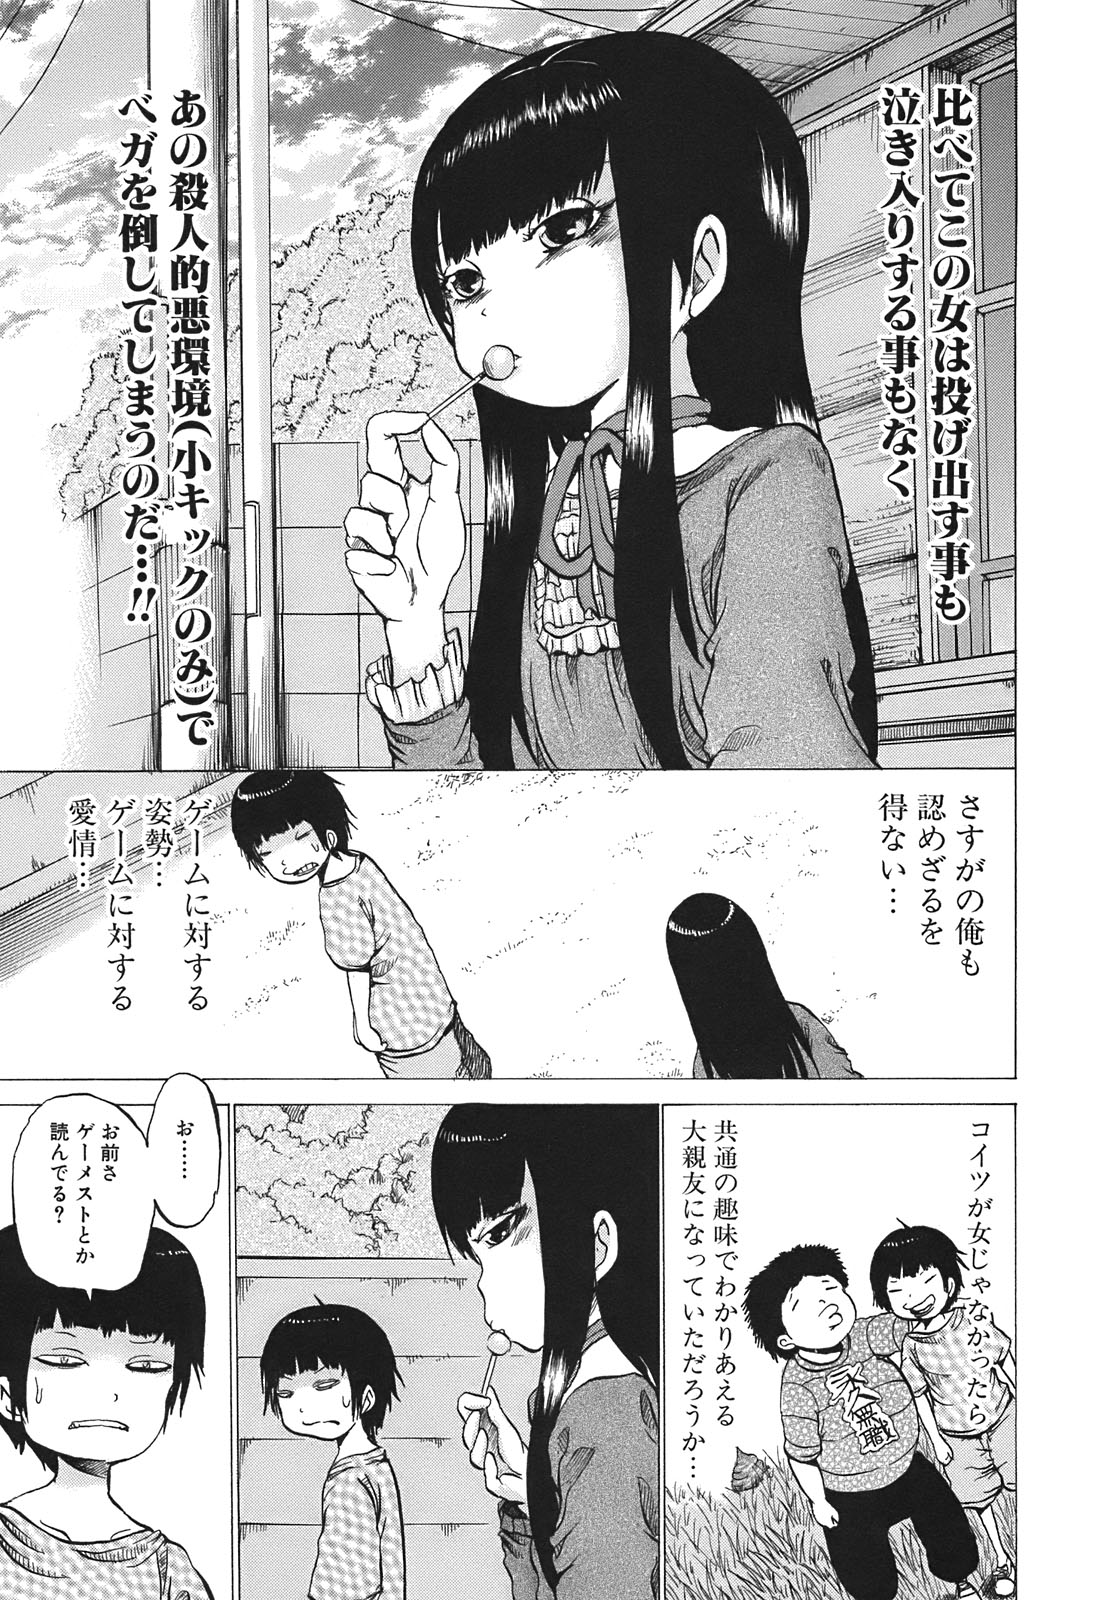 比べてこの女は投げ出す事も
泣き入りする事もなく
あの殺人的悪環境(小キックのみ)で
ベガを倒してしまうのだ…!!
さすがの俺も
認めざるを
得ない…
ゲームに対する
姿勢…
ゲームに対する
愛情…
コイツが女じゃなかったら
共通の趣味でわかりあえる
大親友になっていただろうか…
永久無職
お……
お前さ
ゲーメストとか
読んでる?